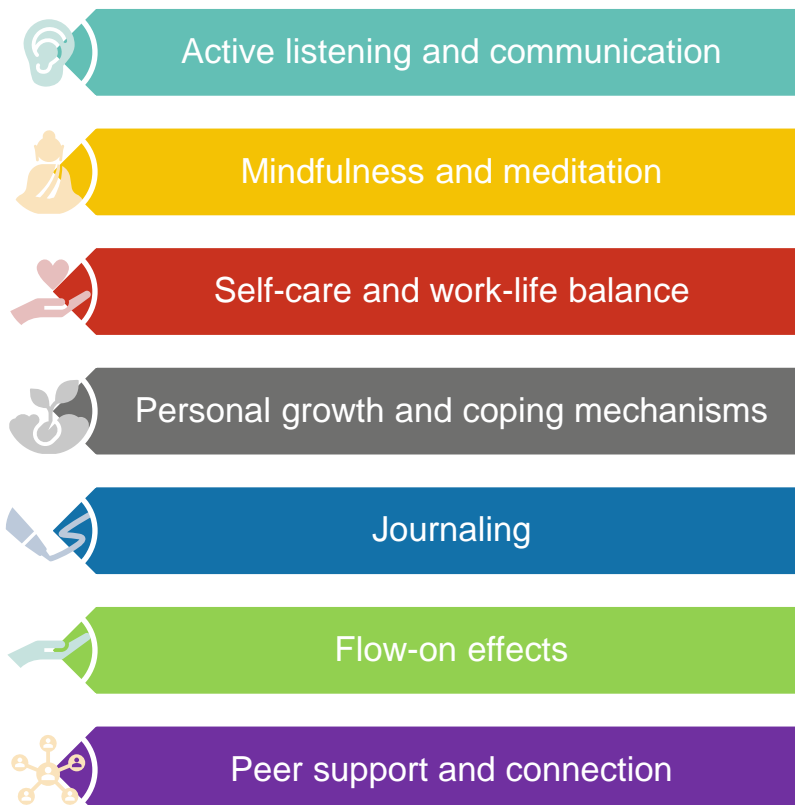 Active listening and communication
Mindfulness and meditation
Self-care and work-life balance
Personal growth and coping mechanisms
Journaling
Flow-on effects
Peer support and connection